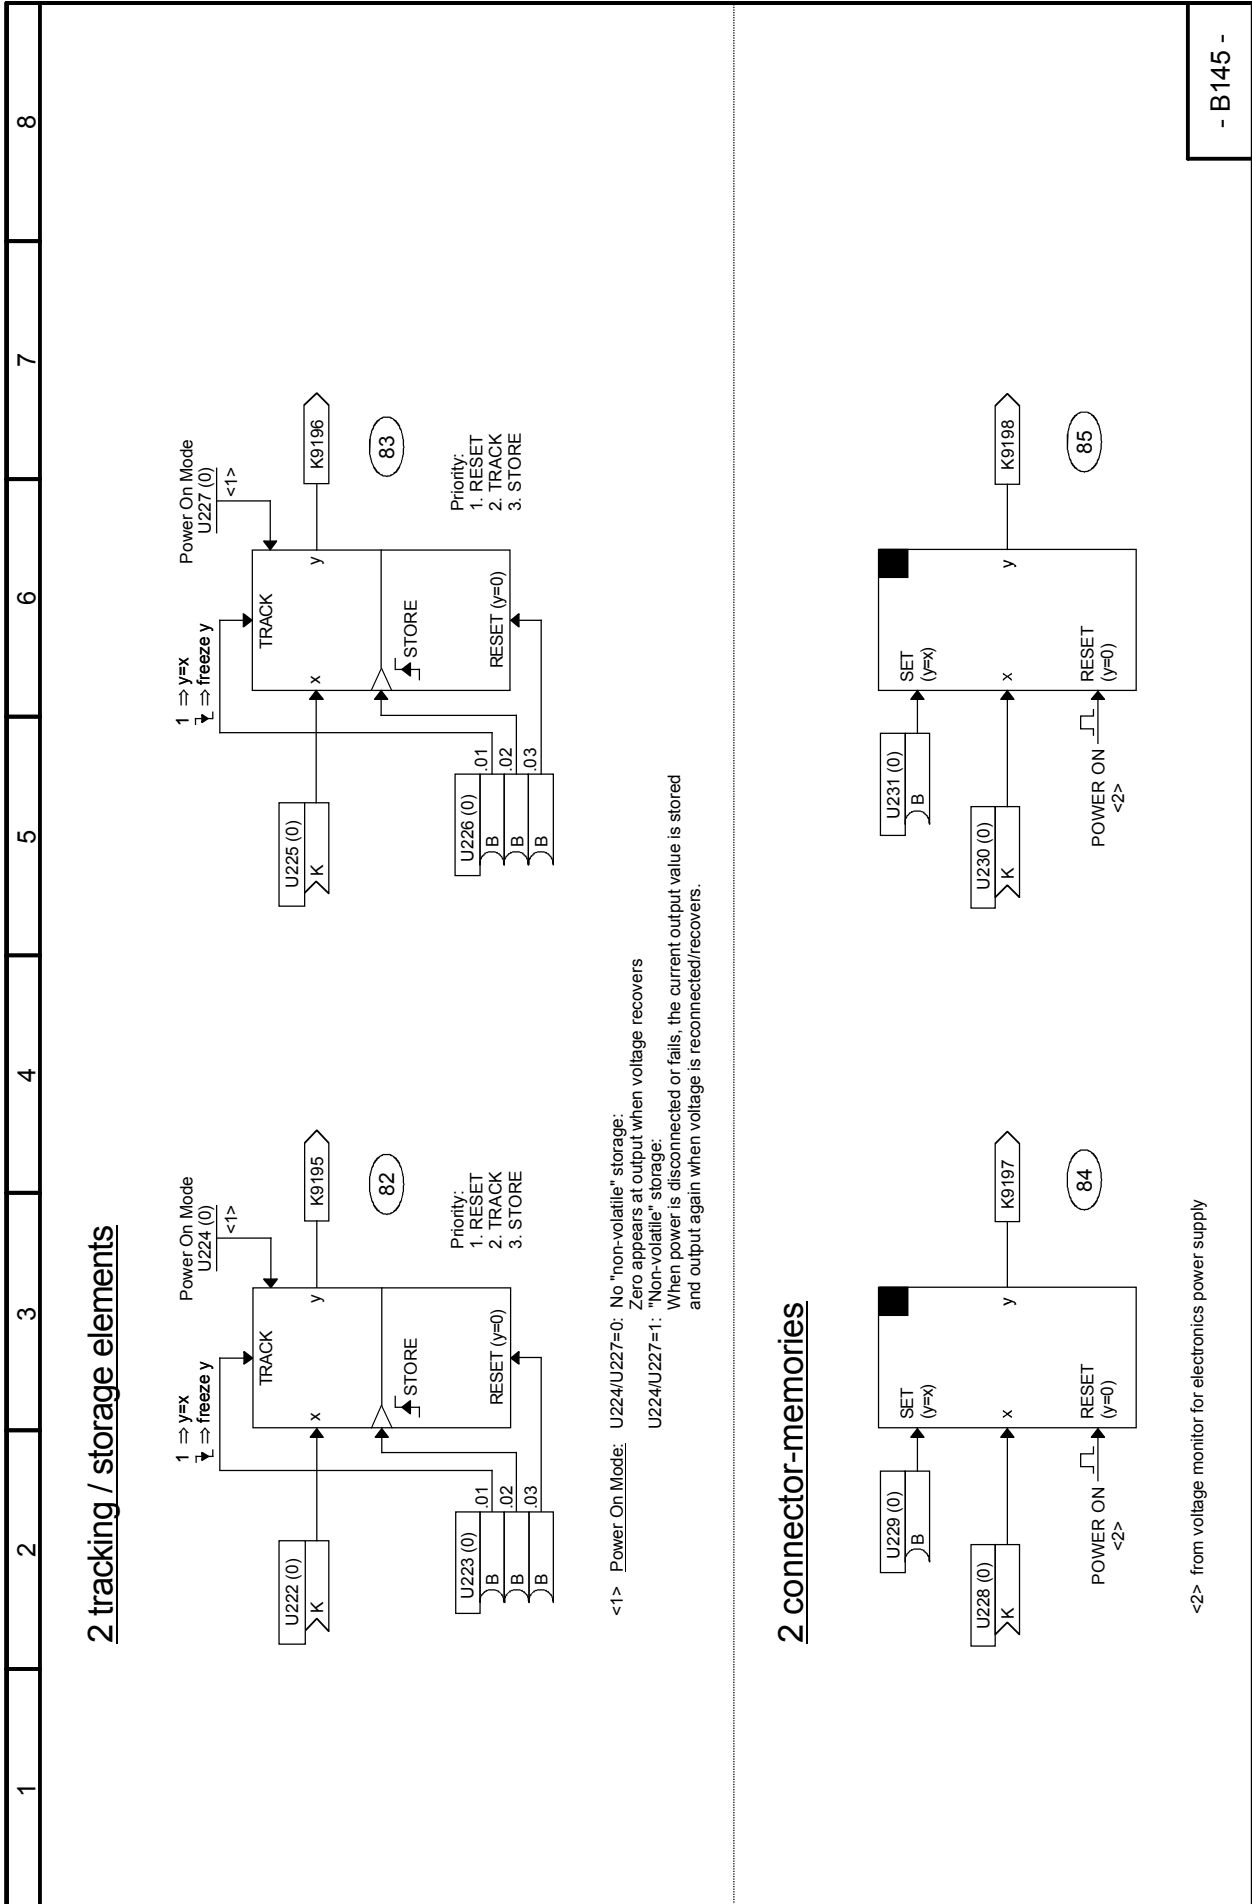 1 2 3 4 5 6 7 8
2 tracking / storage elements
1 ⇒ y=x
⇒ freeze y
Power On Mode
U224 (0)
<1>
TRACK
U222 (0)
K
x
y
K9195
82
STORE
RESET (y=0)
U223 (0)
B .01
B .02
B .03
Priority:
1. RESET
2. TRACK
3. STORE
1 ⇒ y=x
⇒ freeze y
Power On Mode
U227 (0)
<1>
TRACK
U225 (0)
K
x
y
K9196
83
STORE
RESET (y=0)
U226 (0)
B .01
B .02
B .03
Priority:
1. RESET
2. TRACK
3. STORE
<1> Power On Mode: U224/U227=0: No "non-volatile" storage:
Zero appears at output when voltage recovers
U224/U227=1: "Non-volatile" storage:
When power is disconnected or fails, the current output value is stored
and output again when voltage is reconnected/recovers.
2 connector-memories
U229 (0)
B
SET
(y=x)
U228 (0)
K
x
y
K9197
84
POWER ON
<2>
RESET
(y=0)
U231 (0)
B
SET
(y=x)
U230 (0)
K
x
y
K9198
85
POWER ON
<2>
RESET
(y=0)
<2> from voltage monitor for electronics power supply
- B145 -